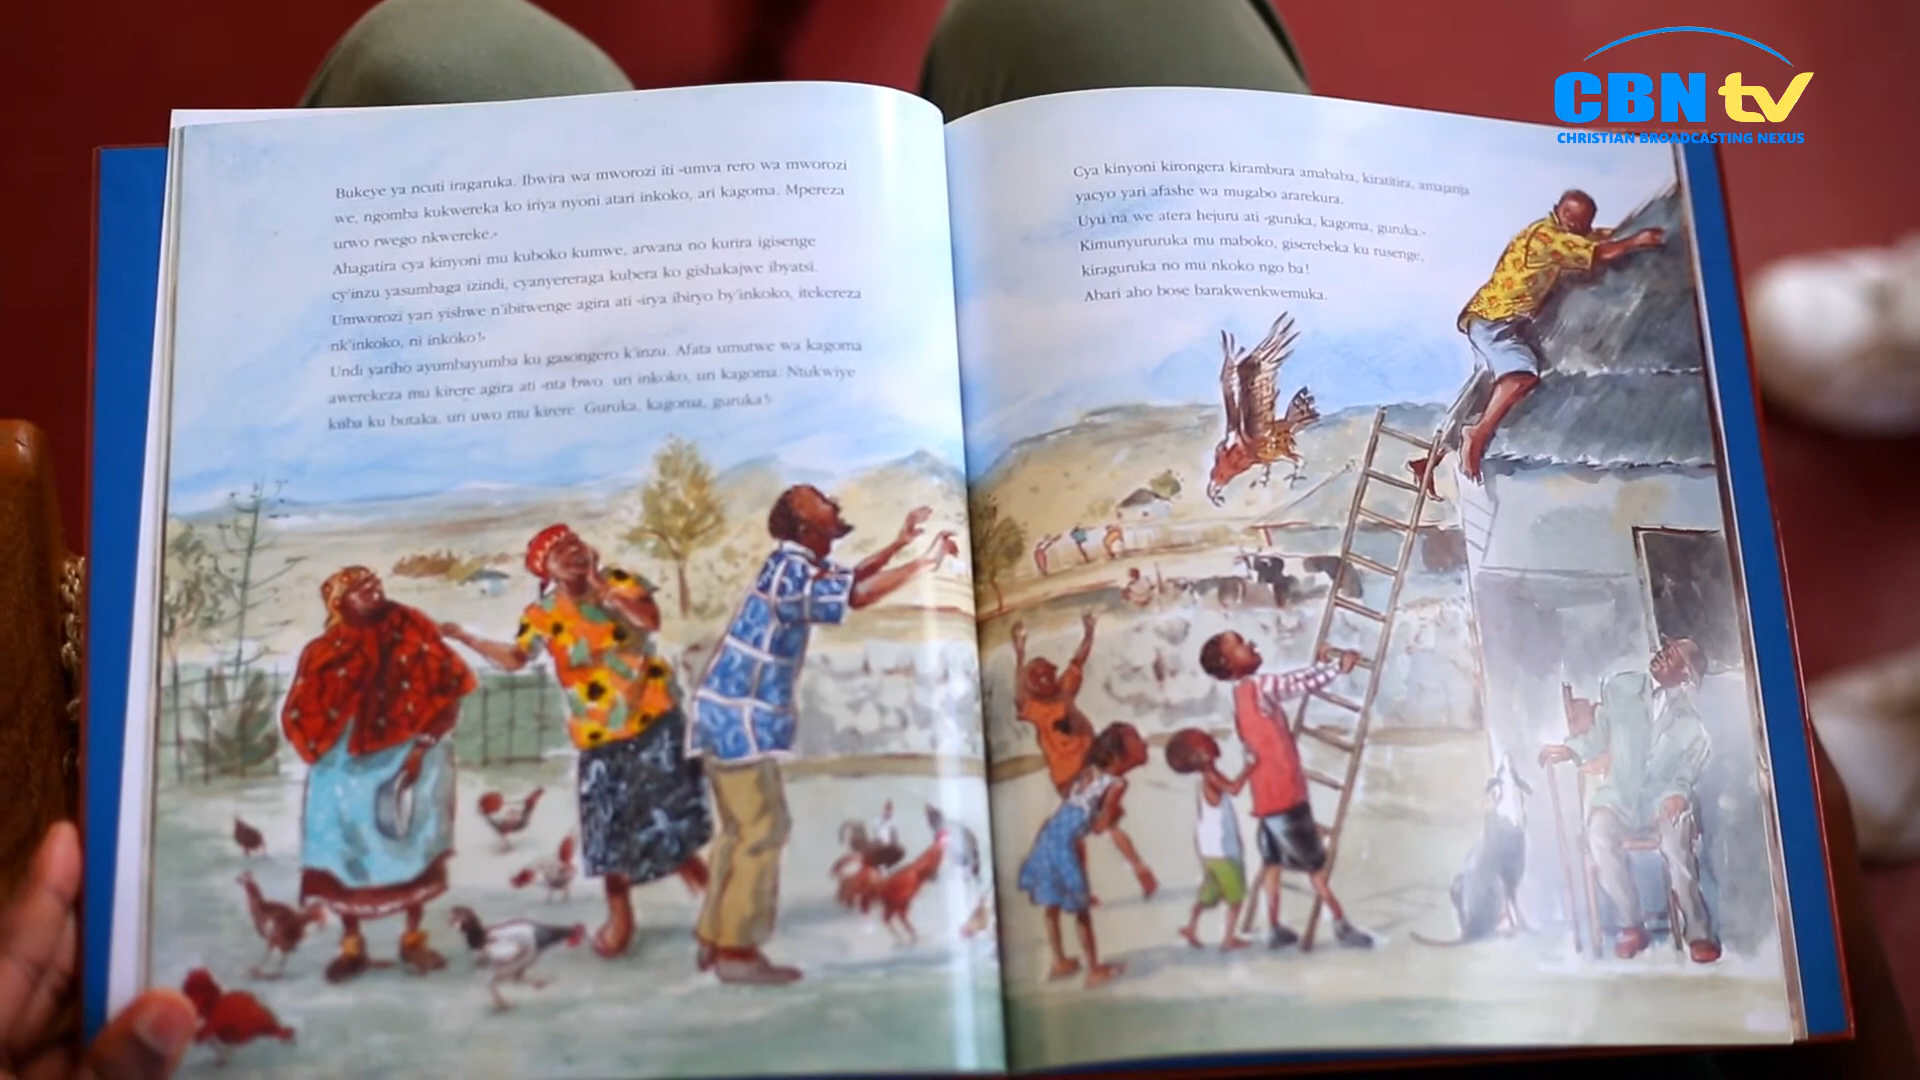 Bukeye ya ncuti iragaruka. Ibwira wa mworozi iti -umva rero wa mworozi
we, ngomba kukwereka ko iriya nyoni atari inkoko, ari kagoma. Mpereza
urwo rwego nkwereke.-
Ahagatira cya kinyoni mu kuboko kumwe, arwana no kurira igisenge
cy'inzu yasumbaga izindi, cyanyereraga kubera ko gishakajwe ibyatsi.
Umworozi yari yishwe n'ibitwenge agira ati -irya ibiryo by'inkoko, itekereza
nk'inkoko, ni inkoko!-
Undi yariho ayumbayumba ku gasongero k'inzu. Afata umutwe wa kagoma
awerekeza mu kirere agira ati -nta bwo uri inkoko, uri kagoma. Ntukwiye
kuba ku butaka, uri uwo mu kirere. Guruka, kagoma, guruka!-
Cya kinyoni kirongera kirambura amababa, kiratitira, amajanja
yacyo yari afashe wa mugabo ararekura.
Uyu na we atera hejuru ati -guruka, kagoma, guruka.-
Kimunyururuka mu maboko, giserebeka ku rusenge,
kiraguruka no mu nkoko ngo ba!
Abari aho bose barakwenkwemuka.
CBN tv
CHRISTIAN BROADCASTING NEXUS